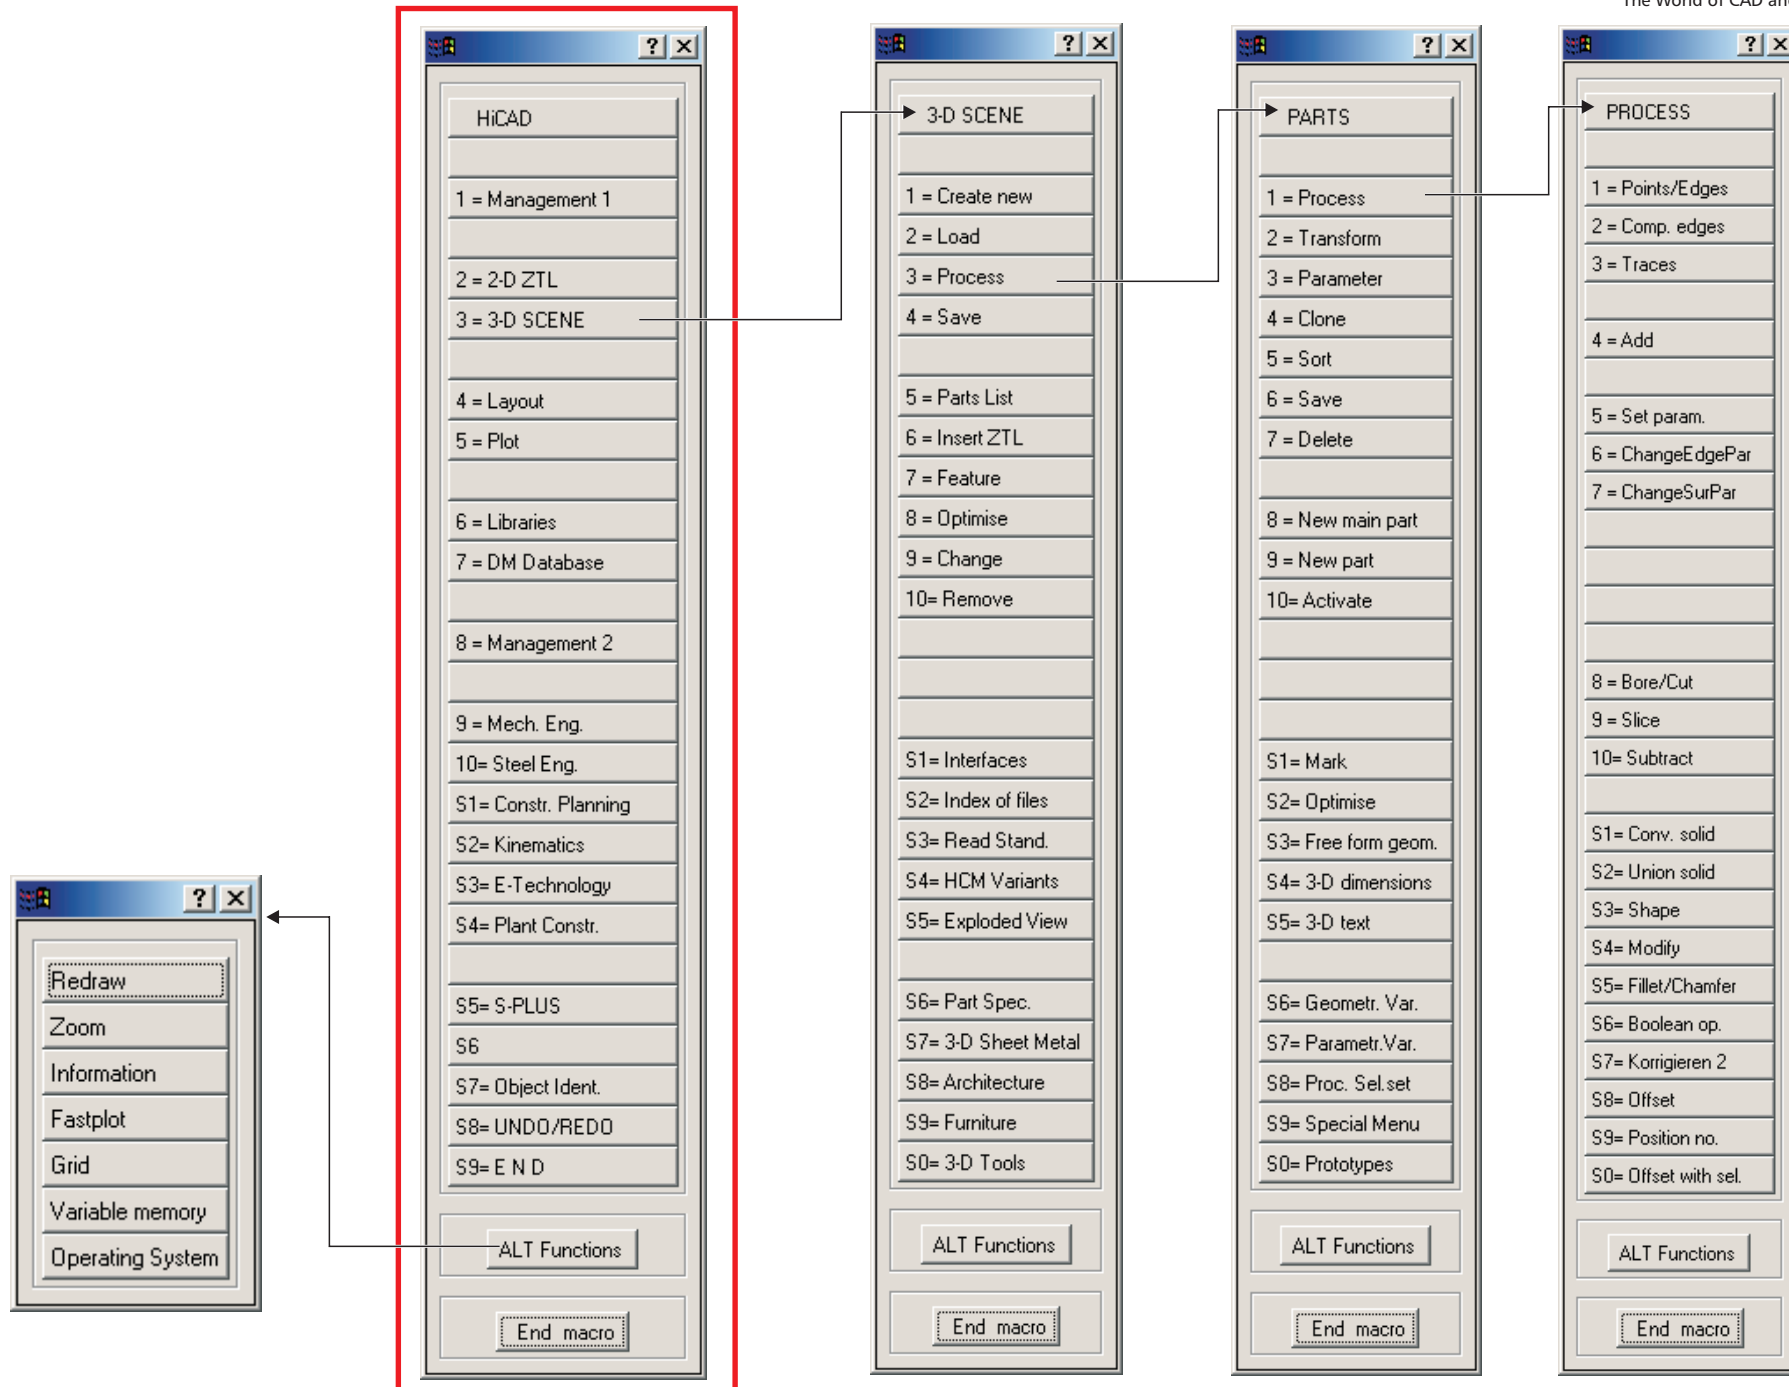 The World of CAD and
HiCAD
1 = Management 1
2 = 2-D ZTL
3 = 3-D SCENE
4 = Layout
5 = Plot
6 = Libraries
7 = DM Database
8 = Management 2
9 = Mech. Eng.
10= Steel Eng.
S1= Constr. Planning
S2= Kinematics
S3= E-Technology
S4= Plant Constr.
S5= S-PLUS
S6
S7= Object Ident.
S8= UNDO/REDO
S9= E N D
ALT Functions
End macro
3-D SCENE
1 = Create new
2 = Load
3 = Process
4 = Save
5 = Parts List
6 = Insert ZTL
7 = Feature
8 = Optimise
9 = Change
10= Remove
S1= Interfaces
S2= Index of files
S3= Read Stand.
S4= HCM Variants
S5= Exploded View
S6= Part Spec.
S7= 3-D Sheet Metal
S8= Architecture
S9= Furniture
S0= 3-D Tools
ALT Functions
End macro
PARTS
1 = Process
2 = Transform
3 = Parameter
4 = Clone
5 = Sort
6 = Save
7 = Delete
8 = New main part
9 = New part
10= Activate
S1= Mark
S2= Optimise
S3= Free form geom.
S4= 3-D dimensions
S5= 3-D text
S6= Geometr. Var.
S7= Parametr.Var.
S8= Proc. Sel.set
S9= Special Menu
S0= Prototypes
ALT Functions
End macro
PROCESS
1 = Points/Edges
2 = Comp. edges
3 = Traces
4 = Add
5 = Set param.
6 = ChangeEdgePar
7 = ChangeSurPar
8 = Bore/Cut
9 = Slice
10= Subtract
S1= Conv. solid
S2= Union solid
S3= Shape
S4= Modify
S5= Fillet/Chamfer
S6= Boolean op.
S7= Korrigieren 2
S8= Offset
S9= Position no.
S0= Offset with sel.
ALT Functions
End macro
Redraw
Zoom
Information
Fastplot
Grid
Variable memory
Operating System